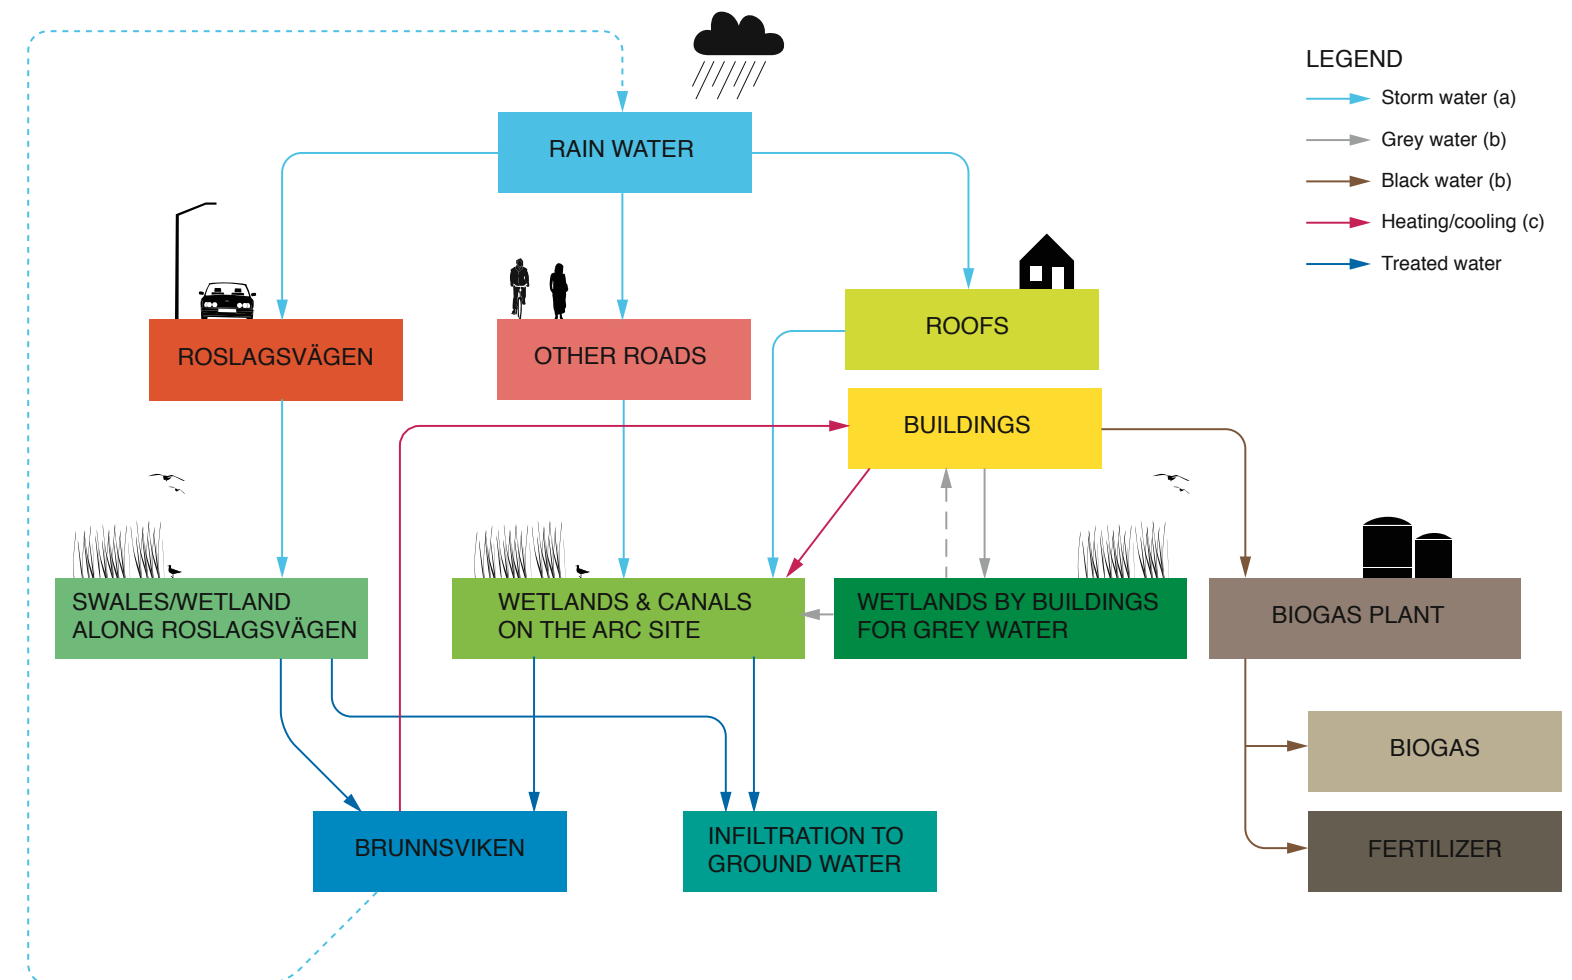 LEGEND
Storm water (a)
Grey water (b)
Black water (b)
Heating/cooling (c)
Treated water
RAIN WATER
ROSLAGSVÄGEN
OTHER ROADS
ROOFS
BUILDINGS
SWALES/WETLAND
ALONG ROSLAGSVÄGEN
WETLANDS & CANALS
ON THE ARC SITE
WETLANDS BY BUILDINGS
FOR GREY WATER
BIOGAS PLANT
BIOGAS
BRUNNSVIKEN
INFILTRATION TO
GROUND WATER
FERTILIZER